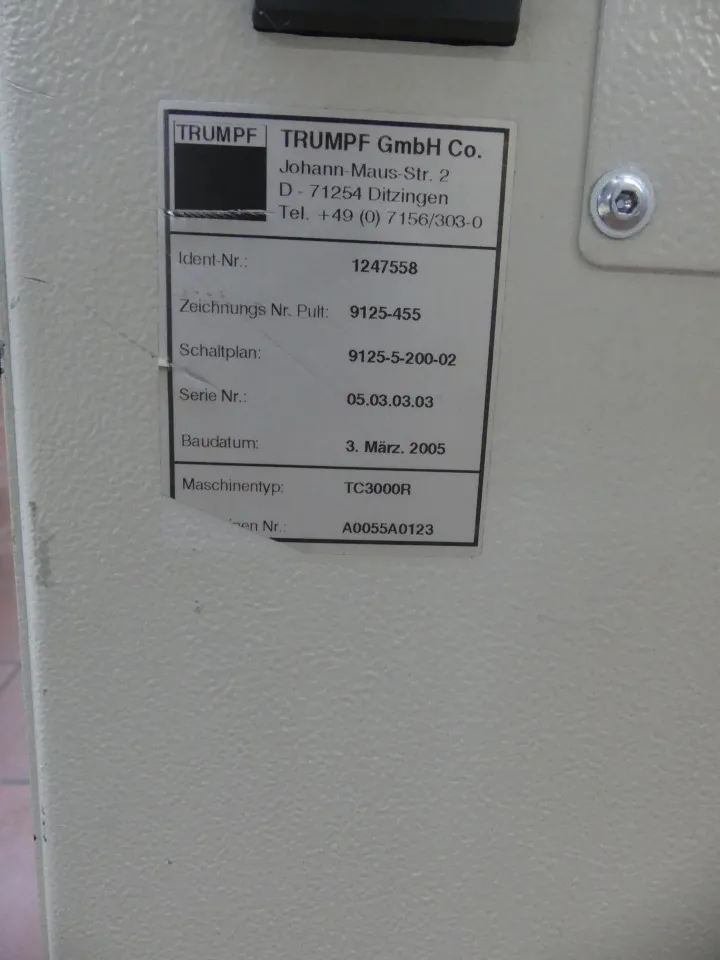 TRUMPF
TRUMPF GmbH Co.
Johann-Maus-Str. 2
D - 71254 Ditzingen
Tel. +49 (0) 7156/303-0
Ident-Nr.: 1247558
Zeichnungs Nr. Pult: 9125-455
Schaltplan: 9125-5-200-02
Serie Nr.: 05.03.03.03
Baudatum: 3. März. 2005
Maschinentyp: TC3000R
Nr.: A0055A0123